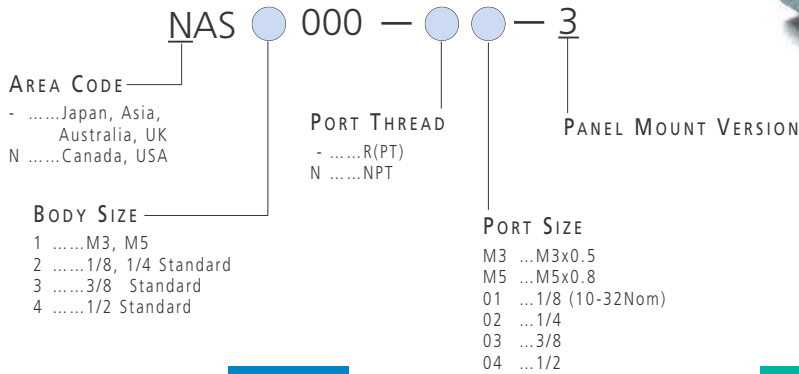 NAS 000 — — 3
AREA CODE
- ......Japan, Asia,
Australia, UK
N ......Canada, USA
PORT THREAD
- ......R(PT)
N ......NPT
PANEL MOUNT VERSION
BODY SIZE
1 ......M3, M5
2 ......1/8, 1/4 Standard
3 ......3/8 Standard
4 ......1/2 Standard
PORT SIZE
M3 ...M3x0.5
M5 ...M5x0.8
01 ...1/8 (10-32Nom)
02 ...1/4
03 ...3/8
04 ...1/2